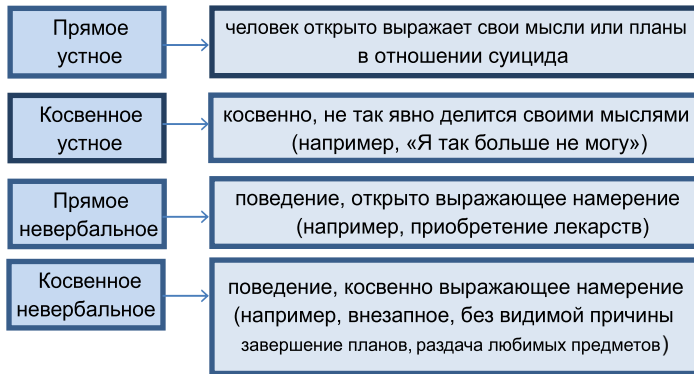 Прямое
устное
человек открыто выражает свои мысли или планы
в отношении суицида
Косвенное
устное
косвенно, не так явно делится своими мыслями
(например, «Я так больше не могу»)
Прямое
невербальное
поведение, открыто выражающее намерение
(например, приобретение лекарств)
Косвенное
невербальное
поведение, косвенно выражающее намерение
(например, внезапное, без видимой причины
завершение планов, раздача любимых предметов)